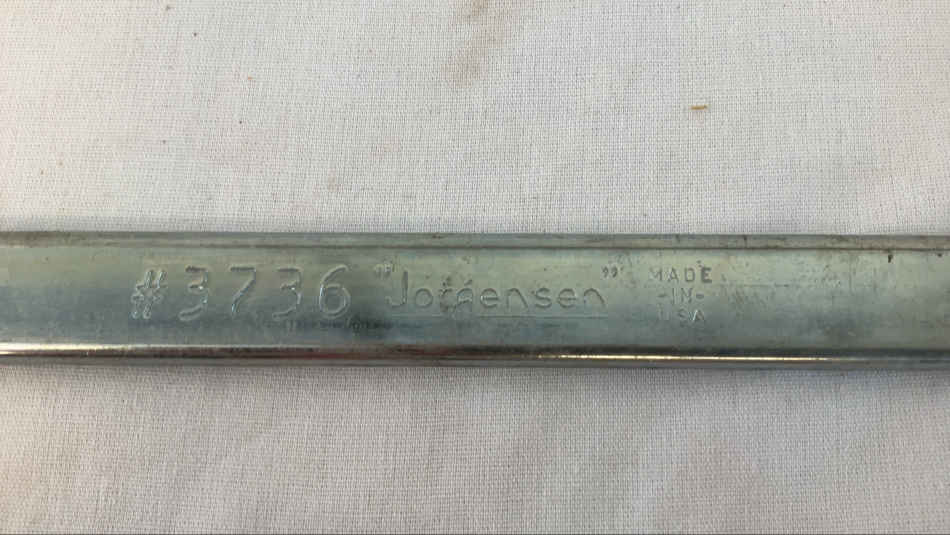 #3736 "Jorgensen" MADE
-IN-
USA